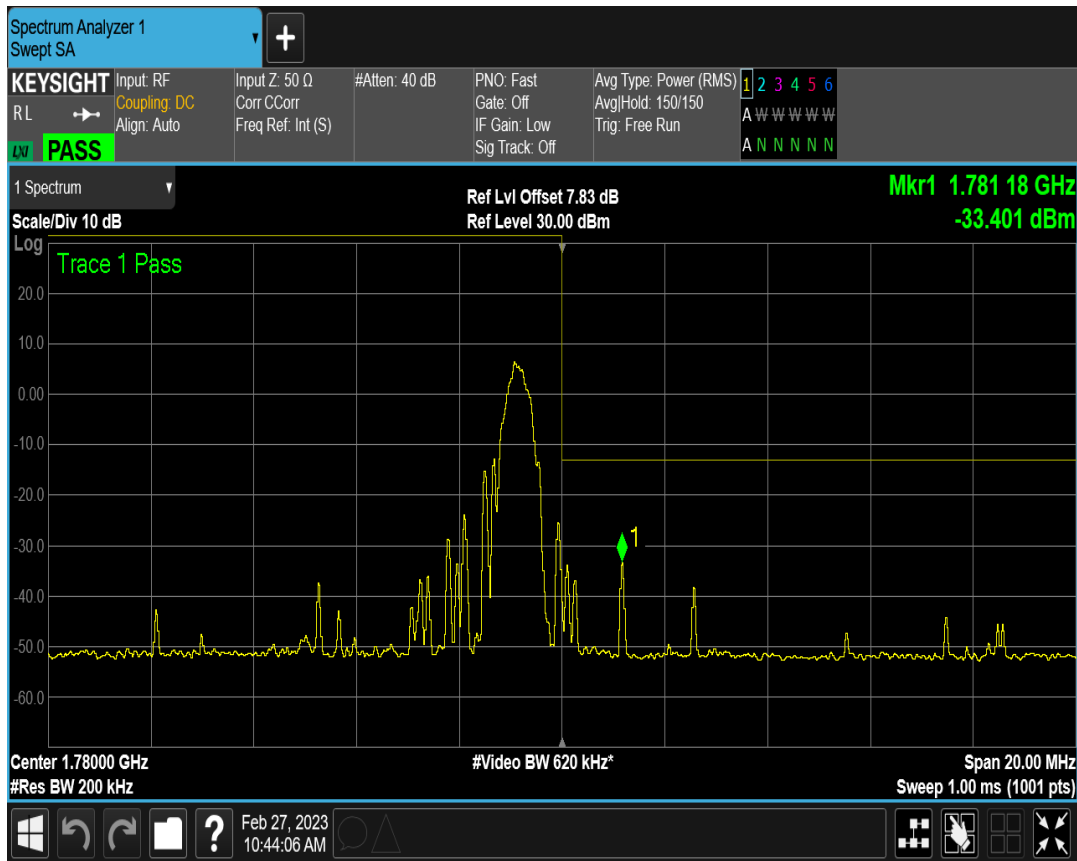 Spectrum Analyzer 1
Swept SA
+
KEYSIGHT
RL
LXI PASS
Input: RF
Coupling: DC
Align: Auto
Input Z: 50 Ω
Corr CCorr
Freq Ref: Int (S)
#Atten: 40 dB
PNO: Fast
Gate: Off
IF Gain: Low
Sig Track: Off
Avg Type: Power (RMS)
Avg|Hold: 150/150
Trig: Free Run
1 2 3 4 5 6
A W W W W W
A N N N N N
1 Spectrum
Scale/Div 10 dB
Ref Lvl Offset 7.83 dB
Ref Level 30.00 dBm
Mkr1 1.781 18 GHz
-33.401 dBm
Log
Trace 1 Pass
20.0
10.0
0.00
-10.0
-20.0
-30.0
-40.0
-50.0
-60.0
1
Center 1.78000 GHz
#Res BW 200 kHz
#Video BW 620 kHz*
Span 20.00 MHz
Sweep 1.00 ms (1001 pts)
?
Feb 27, 2023
10:44:06 AM